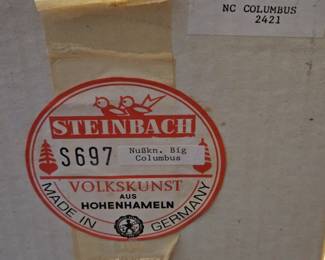 NC COLUMBUS
2421
STEINBACH
S697 Nußkn. Big
Columbus
VOLKSKUNST
AUS
HOHENHAMELN
MADE IN GERMANY